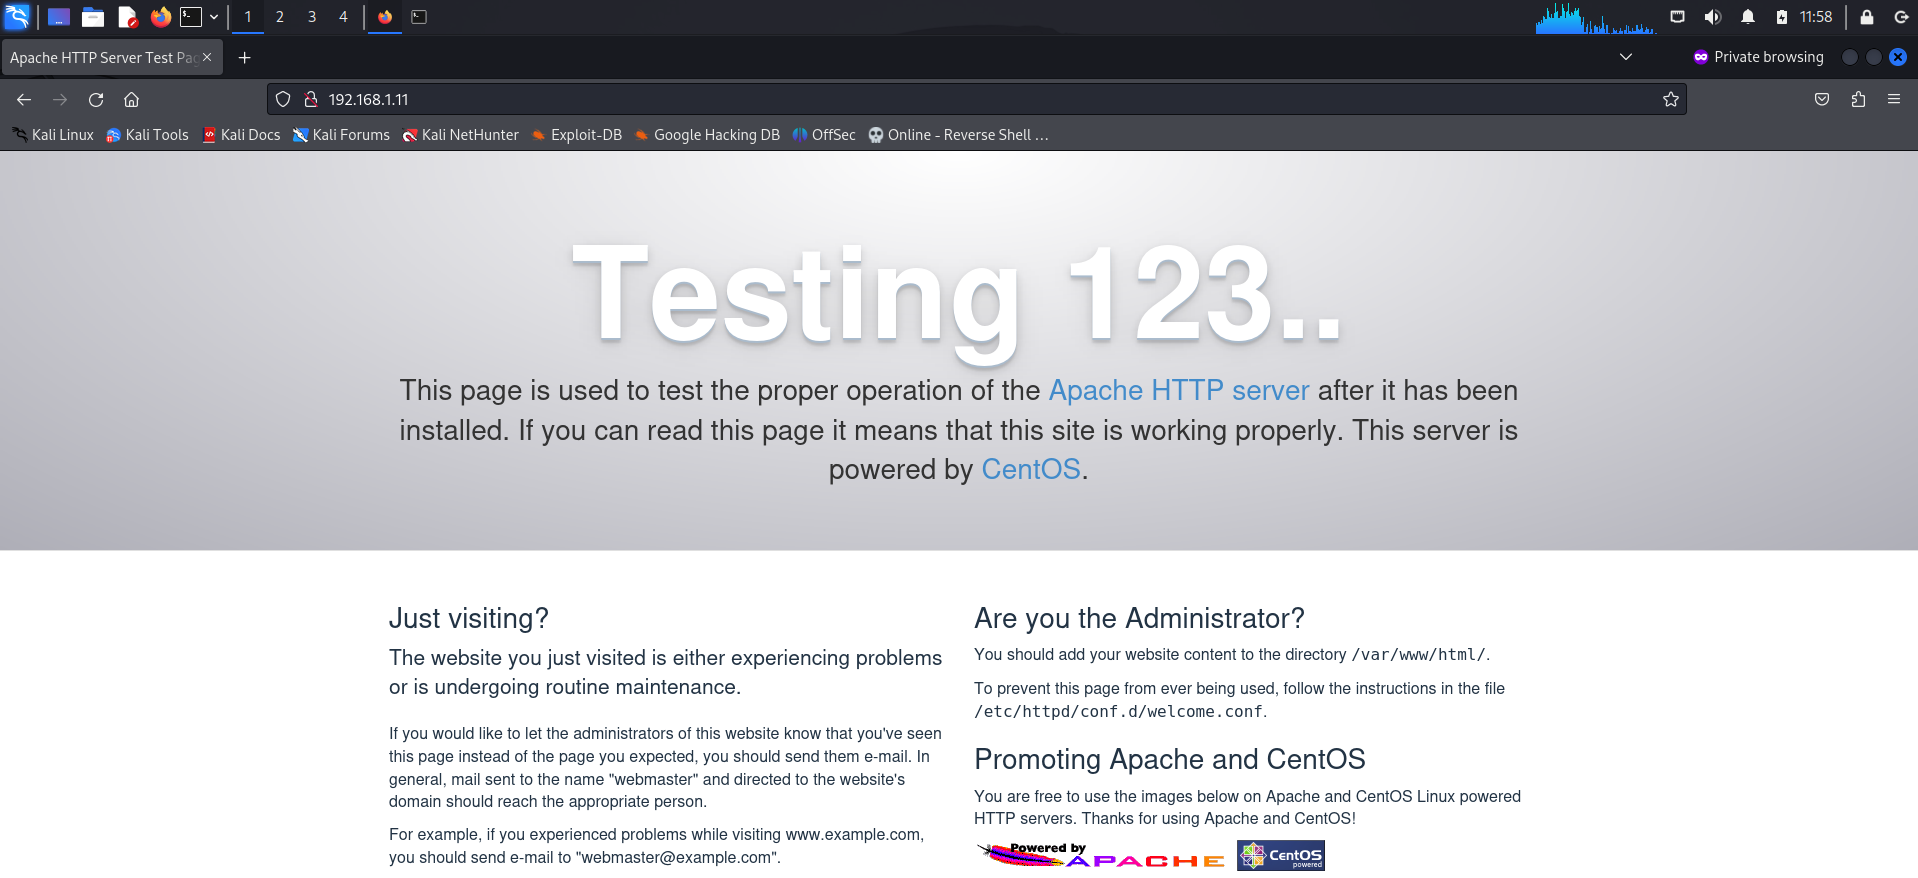 1 2 3 4 11:58
Apache HTTP Server Test Pag
Private browsing
192.168.1.11
Kali Linux Kali Tools Kali Docs Kali Forums Kali NetHunter Exploit-DB Google Hacking DB OffSec Online - Reverse Shell …
Testing 123..
This page is used to test the proper operation of the Apache HTTP server after it has been
installed. If you can read this page it means that this site is working properly. This server is
powered by CentOS.
Just visiting?
The website you just visited is either experiencing problems
or is undergoing routine maintenance.
If you would like to let the administrators of this website know that you've seen
this page instead of the page you expected, you should send them e-mail. In
general, mail sent to the name "webmaster" and directed to the website's
domain should reach the appropriate person.
For example, if you experienced problems while visiting www.example.com,
you should send e-mail to "webmaster@example.com".
Are you the Administrator?
You should add your website content to the directory /var/www/html/.
To prevent this page from ever being used, follow the instructions in the file
/etc/httpd/conf.d/welcome.conf.
Promoting Apache and CentOS
You are free to use the images below on Apache and CentOS Linux powered
HTTP servers. Thanks for using Apache and CentOS!
Powered by
APACHE
CentOS
powered